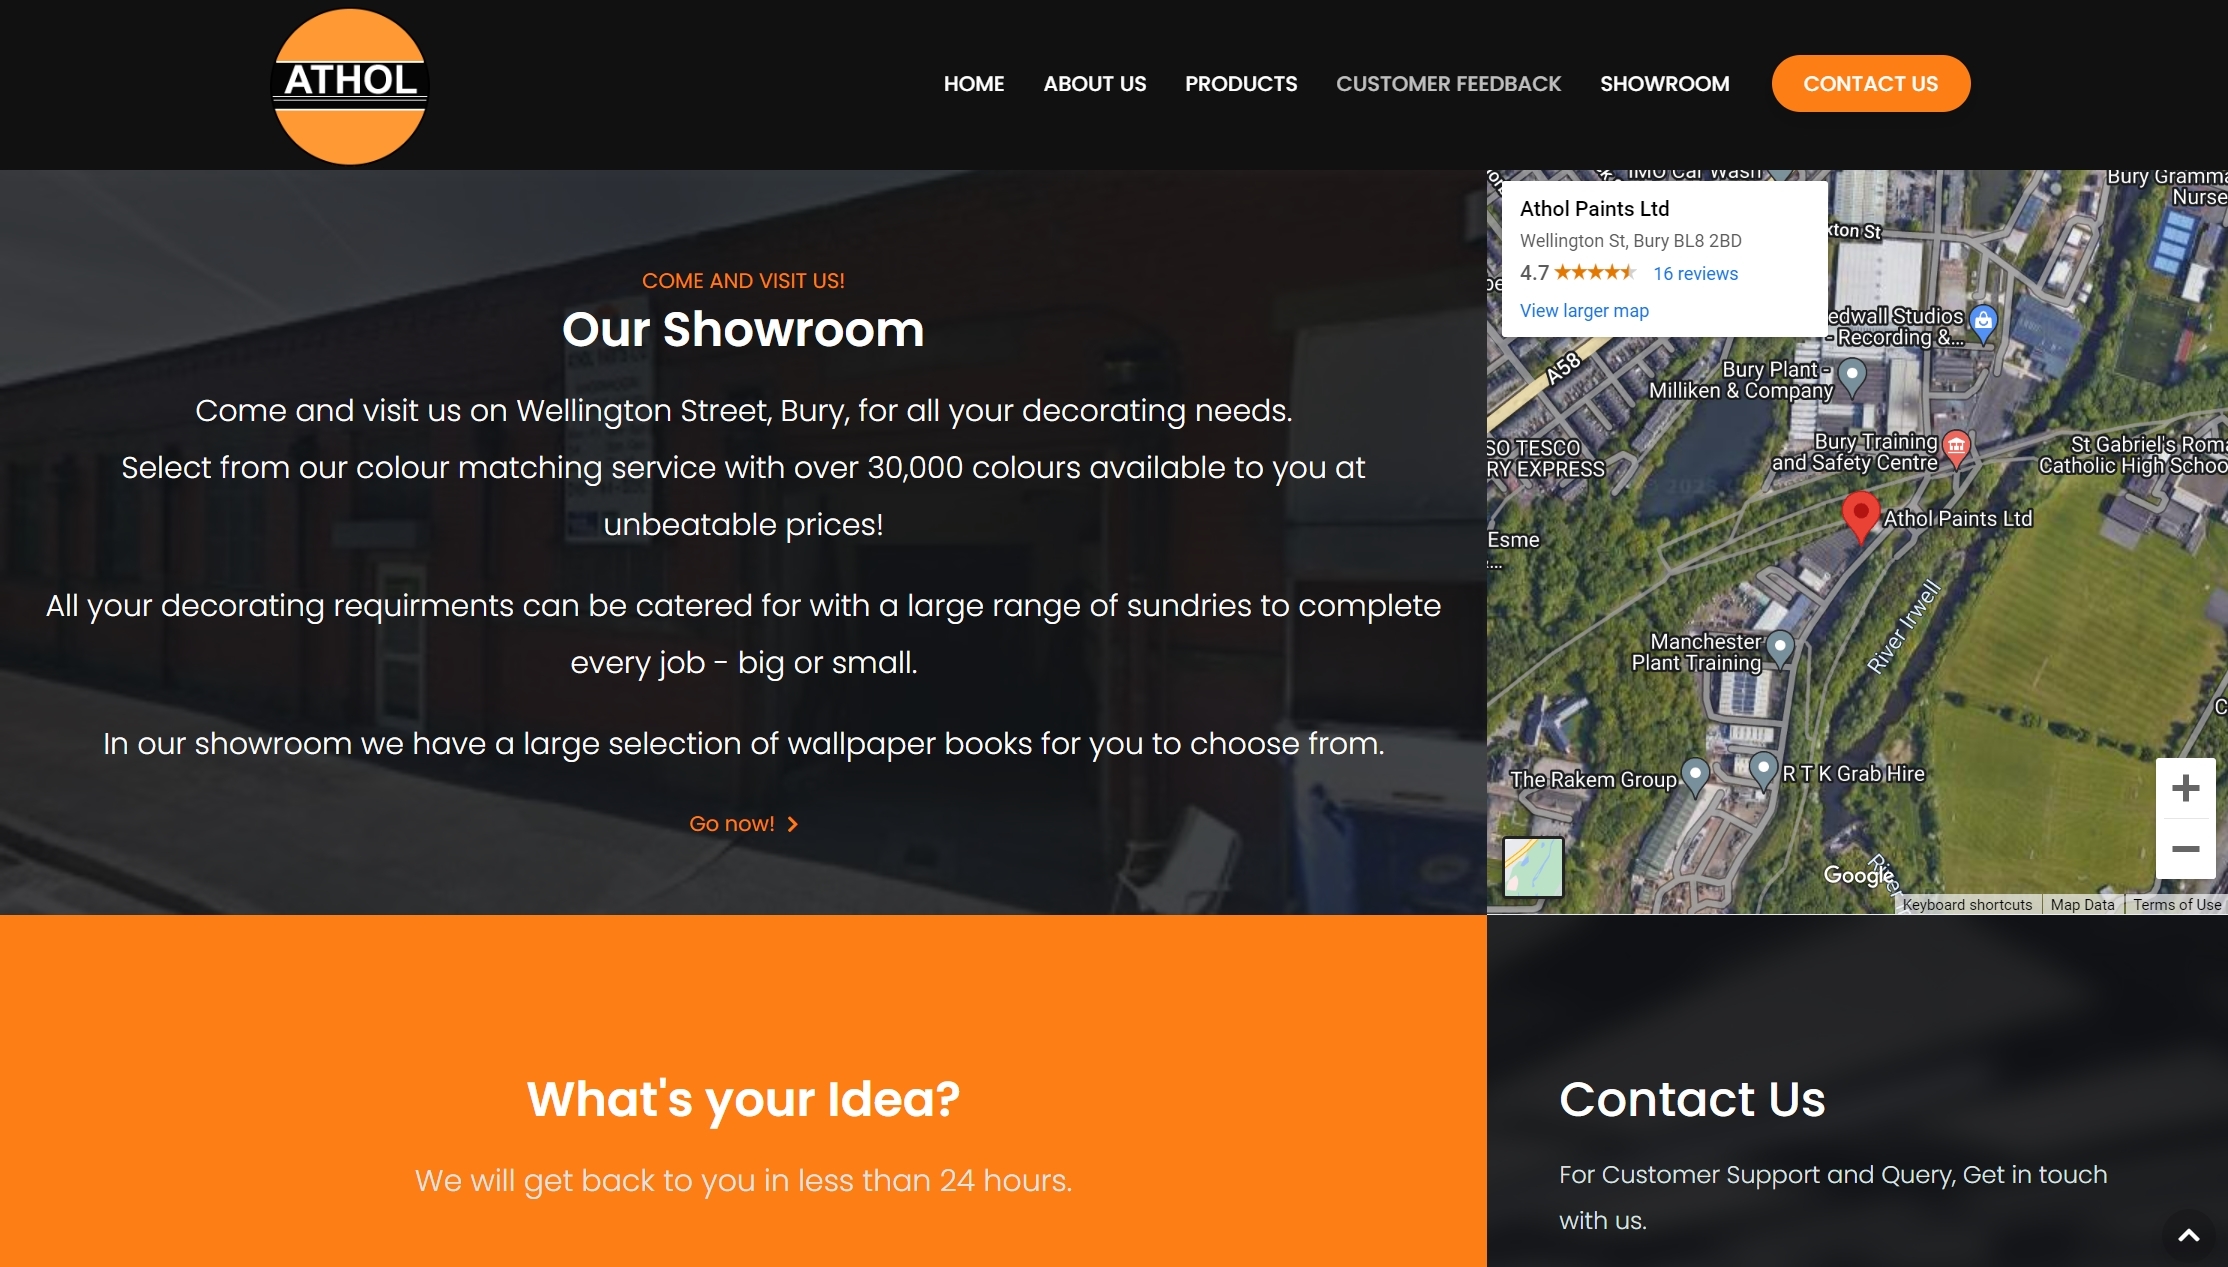 ATHOL
HOME
ABOUT US
PRODUCTS
CUSTOMER FEEDBACK
SHOWROOM
CONTACT US
COME AND VISIT US!
Our Showroom
Come and visit us on Wellington Street, Bury, for all your decorating needs.
Select from our colour matching service with over 30,000 colours available to you at
unbeatable prices!
All your decorating requirments can be catered for with a large range of sundries to complete
every job - big or small.
In our showroom we have a large selection of wallpaper books for you to choose from.
Go now!
IMO Car Wash
Bury Gramma
Nurse
Athol Paints Ltd
Wellington St, Bury BL8 2BD
4.7
16 reviews
View larger map
xton St
edwall Studios
- Recording &...
A58
Bury Plant -
Milliken & Company
SO TESCO
RY EXPRESS
Bury Training
and Safety Centre
St Gabriel's Roma
Catholic High Schoo
Athol Paints Ltd
Esme
River Irwell
Manchester
Plant Training
The Rakem Group
R T K Grab Hire
Google
River
Keyboard shortcuts
Map Data
Terms of Use
What's your Idea?
We will get back to you in less than 24 hours.
Contact Us
For Customer Support and Query, Get in touch
with us.